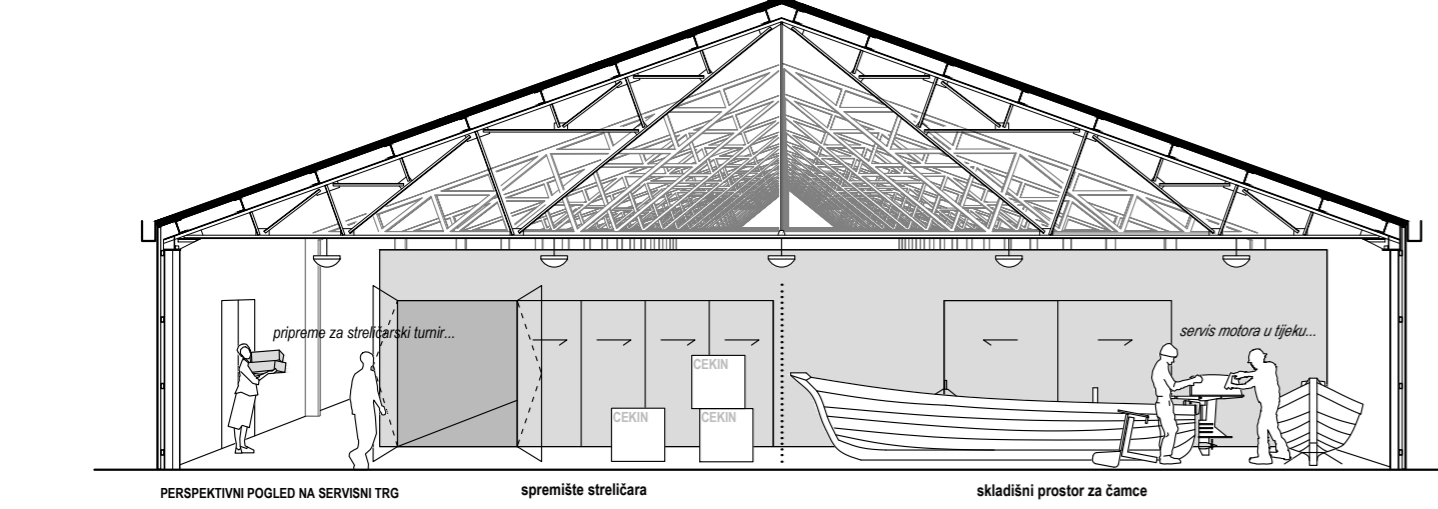 pripreme za streličarski turnir...
servis motora u tijeku...
CEKIN
CEKIN
CEKIN
PERSPEKTIVNI POGLED NA SERVISNI TRG
spremište streličara
skladišni prostor za čamce